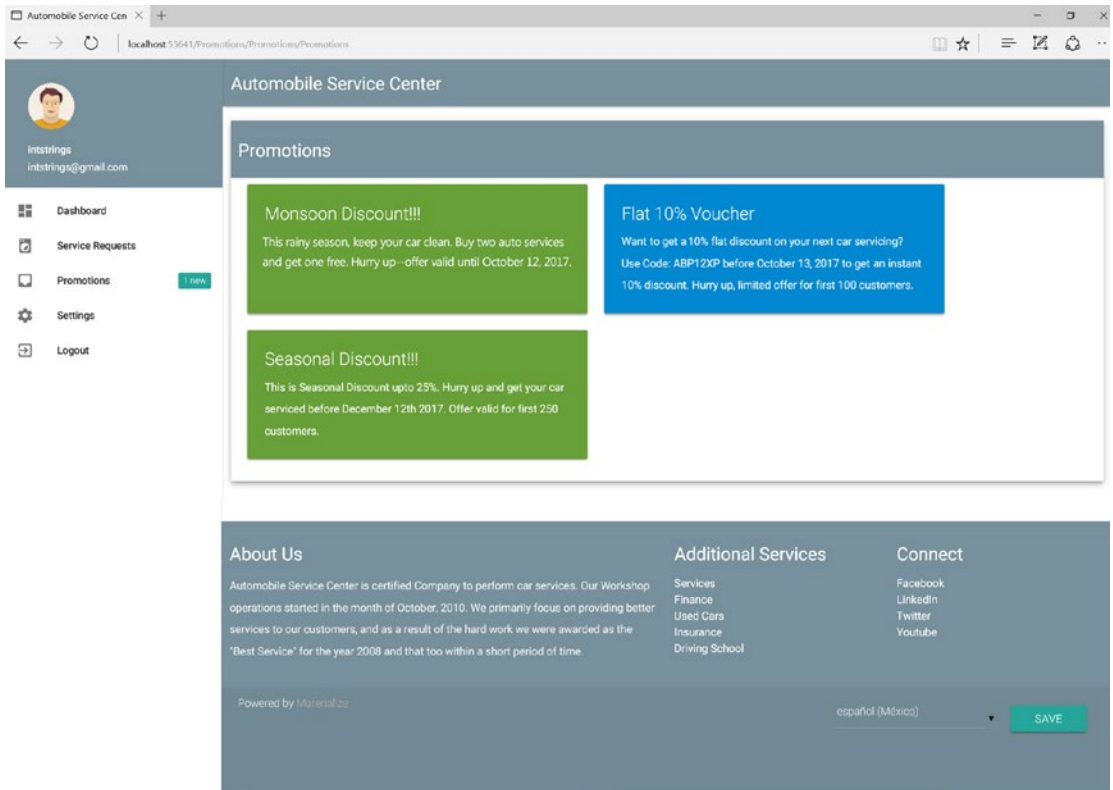 Automobile Service Cen
localhost:55641/Promotions/Promotions/Promotions
intstrings
intstrings@gmail.com
Dashboard
Service Requests
Promotions
1 new
Settings
Logout
Automobile Service Center
Promotions
Monsoon Discount!!!
This rainy season, keep your car clean. Buy two auto services
and get one free. Hurry up--offer valid until October 12, 2017.
Flat 10% Voucher
Want to get a 10% flat discount on your next car servicing?
Use Code: ABP12XP before October 13, 2017 to get an instant
10% discount. Hurry up, limited offer for first 100 customers.
Seasonal Discount!!!
This is Seasonal Discount upto 25%. Hurry up and get your car
serviced before December 12th 2017. Offer valid for first 250
customers.
About Us
Automobile Service Center is certified Company to perform car services. Our Workshop
operations started in the month of October, 2010. We primarily focus on providing better
services to our customers, and as a result of the hard work we were awarded as the
"Best Service" for the year 2008 and that too within a short period of time.
Additional Services
Services
Finance
Used Cars
Insurance
Driving School
Connect
Facebook
LinkedIn
Twitter
Youtube
Powered by Materialize
español (México)
SAVE